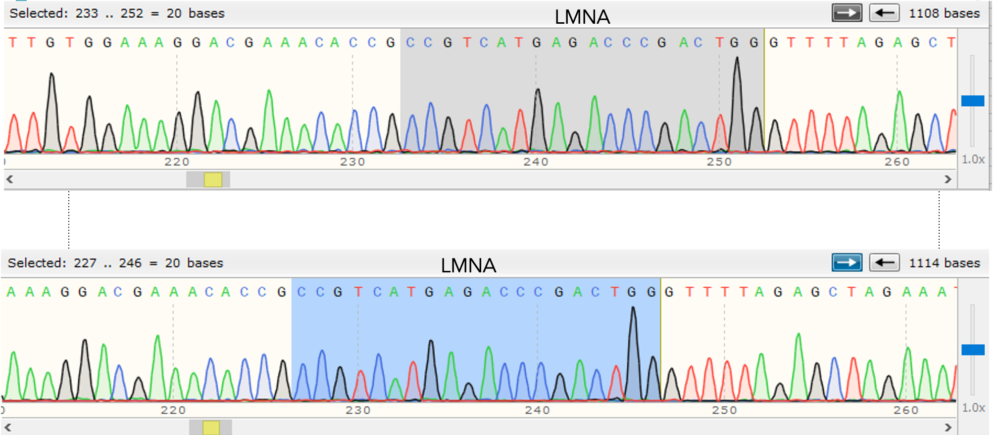 Selected: 233 .. 252 = 20 bases LMNA 1108 bases
T T G T G G A A A G G A C G A A A C A C C G C C G T C A T G A G A C C C G A C T G G G T T T T A G A G C T
220 230 240 250 260 1.0x
Selected: 227 .. 246 = 20 bases LMNA 1114 bases
A A A G G A C G A A A C A C C G C C G T C A T G A G A C C C G A C T G G G T T T T A G A G C T A G A A A T
220 230 240 250 260 1.0x